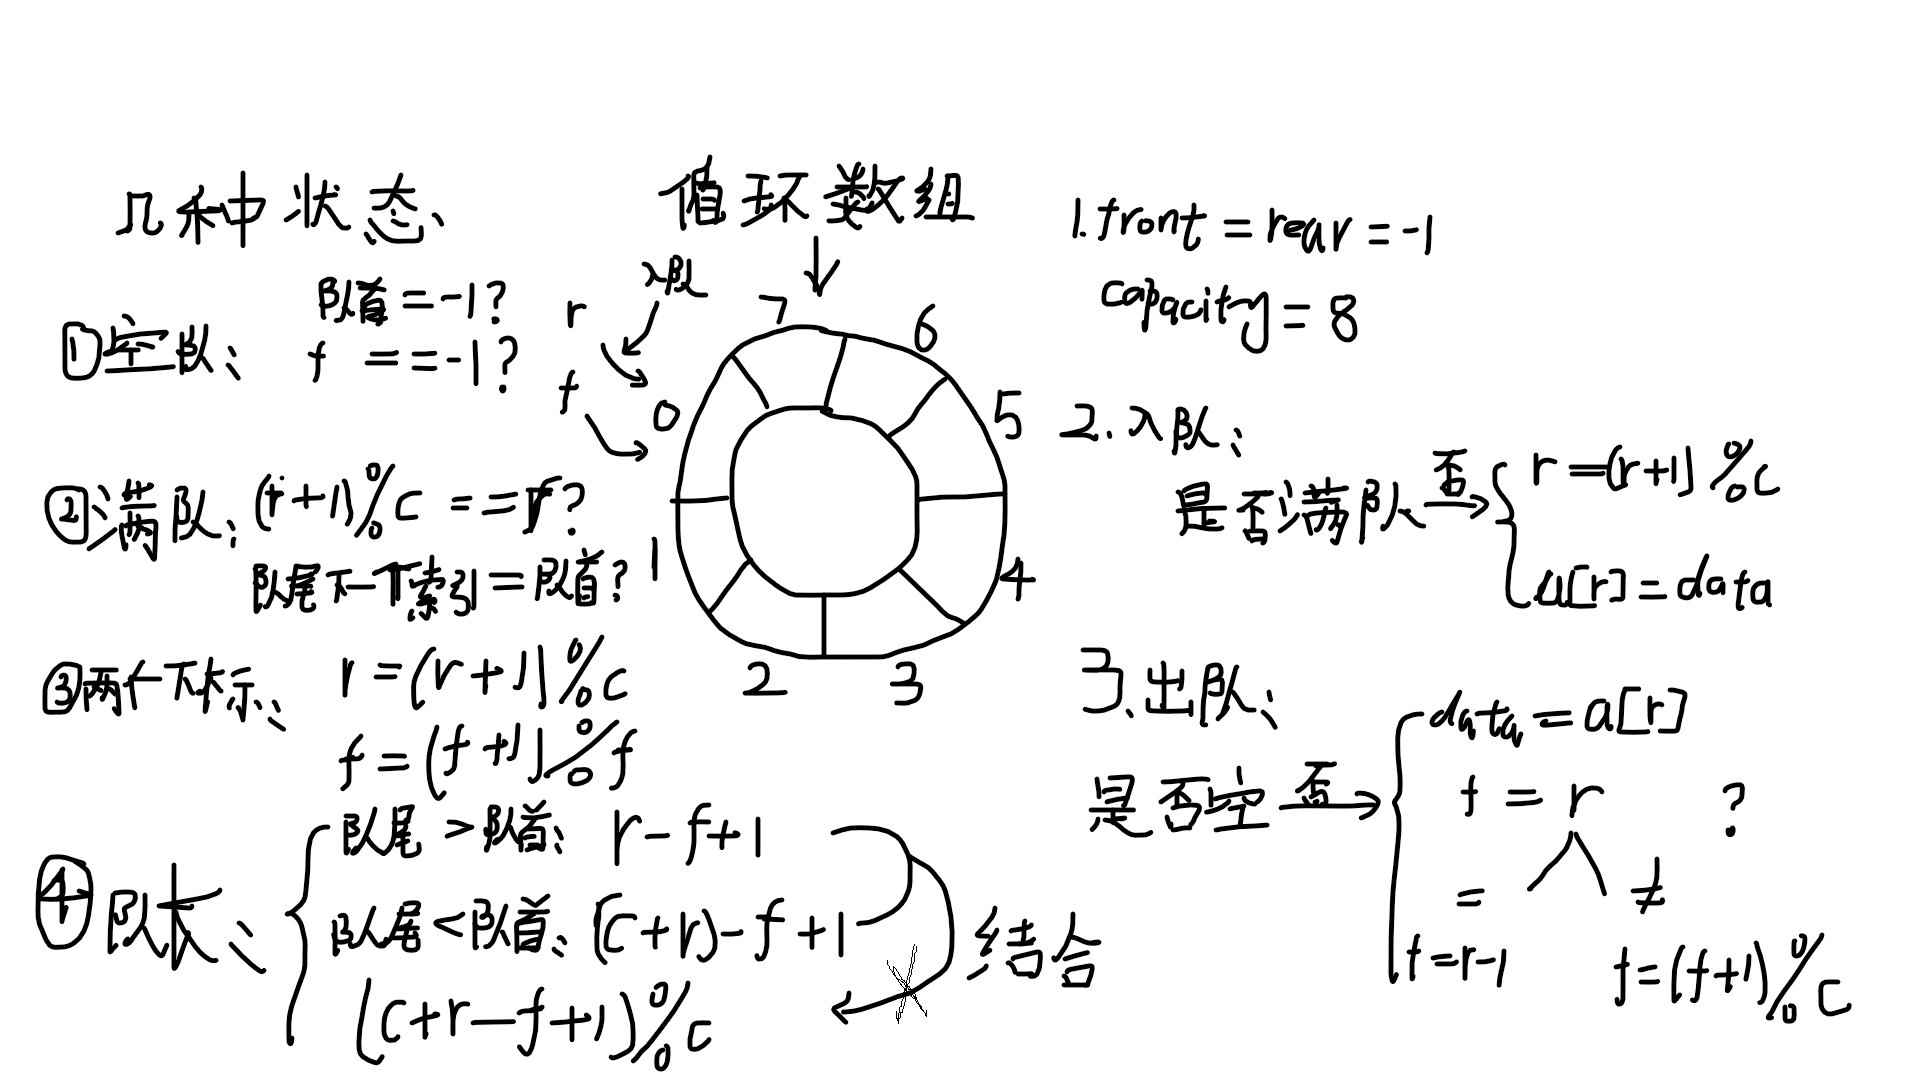 几种状态、
队首=-1?
①空队: f ==-1?
②满队: (r+1)%c ==f?
队尾下一个索引=队首?
③两个下标: r=(r+1)%c
f=(f+1)%f
④队长:
队尾>队首: r-f+1
队尾<队首: (c+r)-f+1
(c+r-f+1)%c
结合
循环数组
入队
r
f
7
6
5
4
3
2
1
0
1.front=rear=-1
capacity=8
2.入队:
是否满队 否
r=(r+1)%c
a[r]=data
3.出队:
是否空 否
data=a[r]
f=r ?
= ≠
f=r-1 f=(f+1)%c